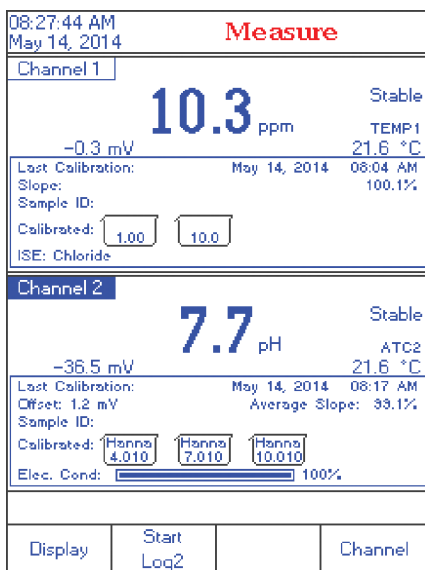 08:27:44 AM
May 14, 2014
Measure
Channel 1
10.3 ppm
Stable
TEMP1
-0.3 mV
21.6 °C
Last Calibration: May 14, 2014 08:04 AM
Slope: 100.1%
Sample ID:
Calibrated: 1.00 10.0
ISE: Chloride
Channel 2
7.7 pH
Stable
ATC2
-36.5 mV
21.6 °C
Last Calibration: May 14, 2014 08:17 AM
Offset: 1.2 mV Average Slope: 99.1%
Sample ID:
Calibrated: Hanna 4.010 Hanna 7.010 Hanna 10.010
Elec. Cond: 100%
Display
Start Log2
Channel